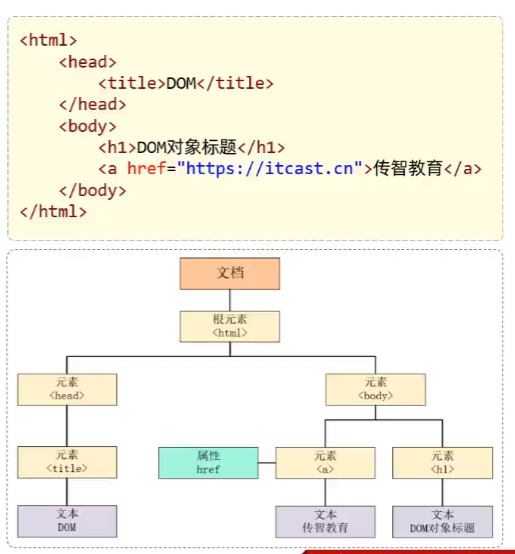 <html>
    <head>
        <title>DOM</title>
    </head>
    <body>
        <h1>DOM对象标题</h1>
        <a href="https://itcast.cn">传智教育</a>
    </body>
</html>
文档
根元素
<html>
元素
<head>
元素
<body>
元素
<title>
属性
href
元素
<a>
元素
<h1>
文本
DOM
文本
传智教育
文本
DOM对象标题